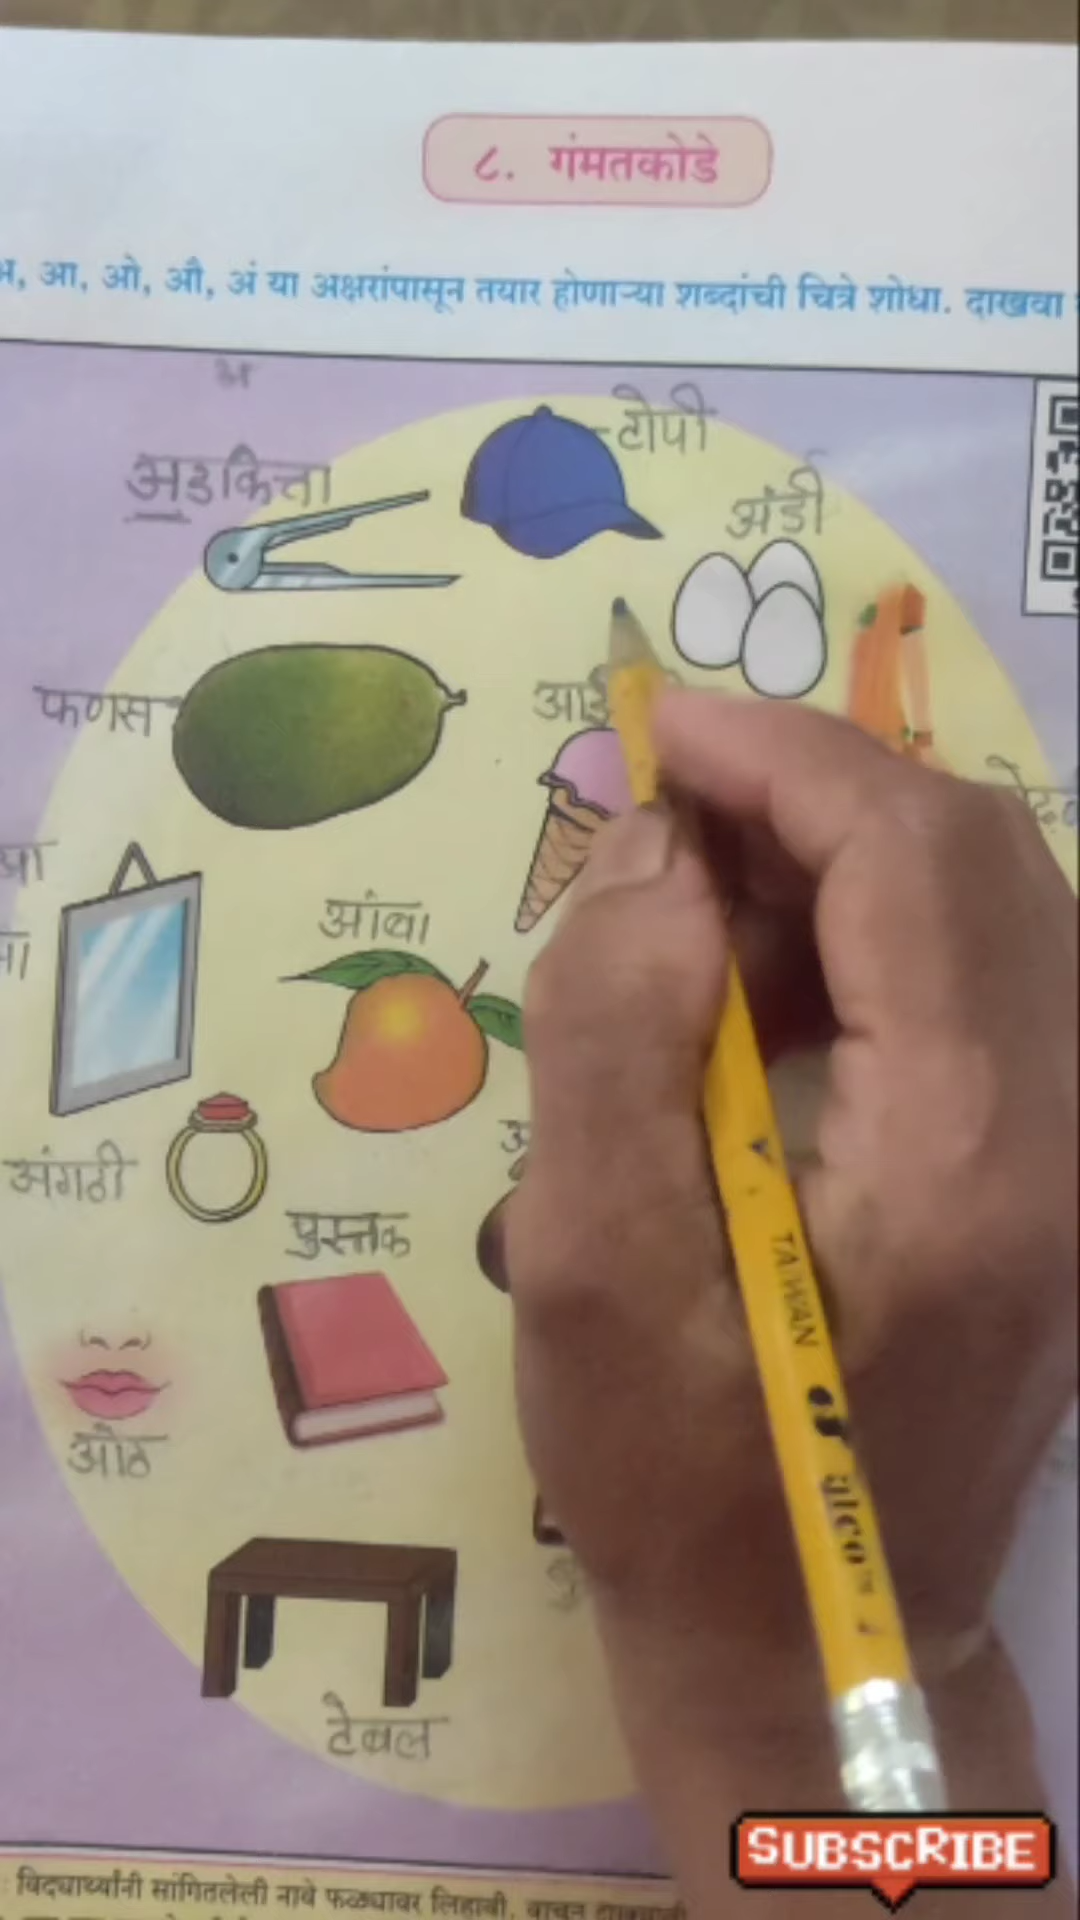 ८. गंमतकोडे
आ, ओ, औ, अं या अक्षरांपासून तयार होणाऱ्या शब्दांची चित्रे शोधा. दाखवा
अ
टोपी
अडकित्ता
अंडी
फणस
आंबा
अंगठी
पुस्तक
ओठ
टेबल
TAIWAN
विद्यार्थ्यांनी सांगितलेली नावे फळ्यावर लिहावी. वाचून
SUBSCRIBE